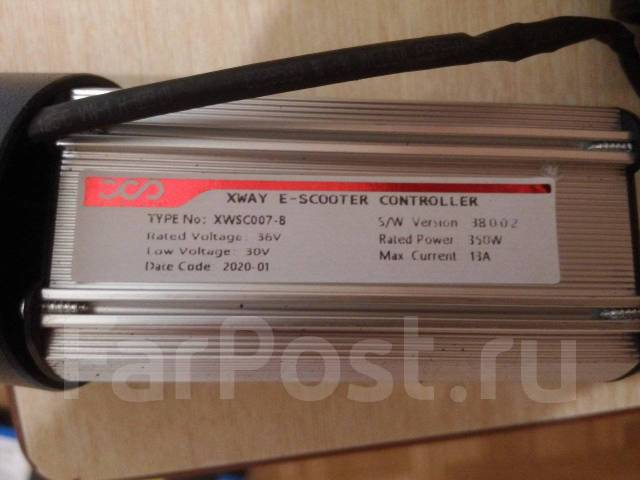 XWAY E-SCOOTER CONTROLLER
TYPE No: XWSC007-B S/W Version 38.0.0.2
Rated Voltage: 36V Rated Power 350W
Low Voltage: 30V Max Current 13A
Date Code: 2020-01
FarPost.ru